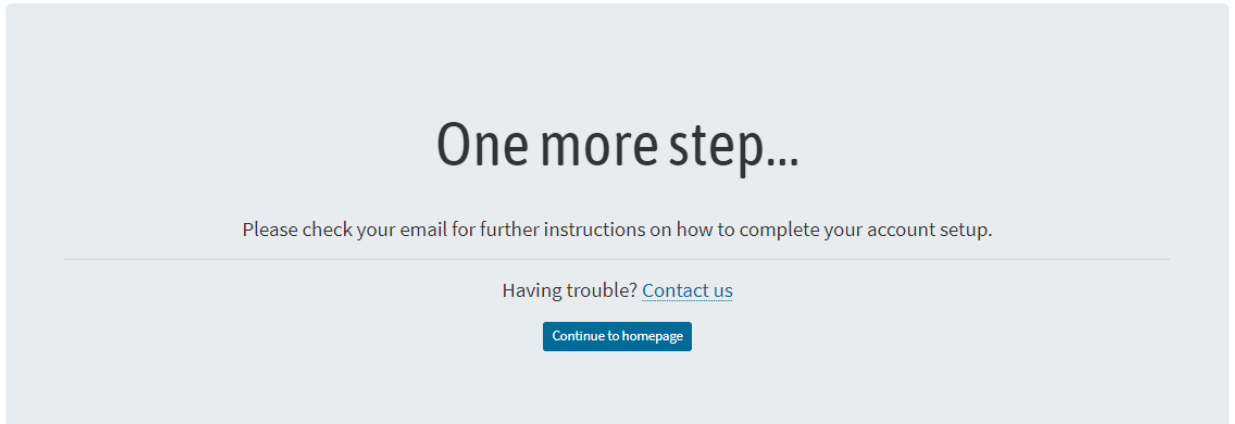 One more step...
Please check your email for further instructions on how to complete your account setup.
Having trouble? Contact us
Continue to homepage